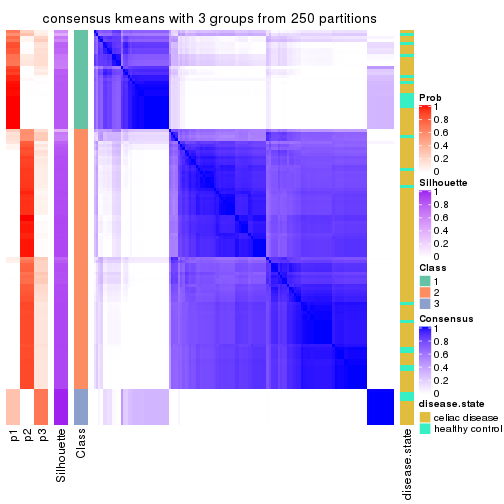 consensus kmeans with 3 groups from 250 partitions
Prob
1
0.8
0.6
0.4
0.2
0
Silhouette
1
0.8
0.6
0.4
0.2
0
Class
1
2
3
Consensus
1
0.8
0.6
0.4
0.2
0
disease.state
celiac disease
healthy control
p1
p2
p3
Silhouette
Class
disease.state